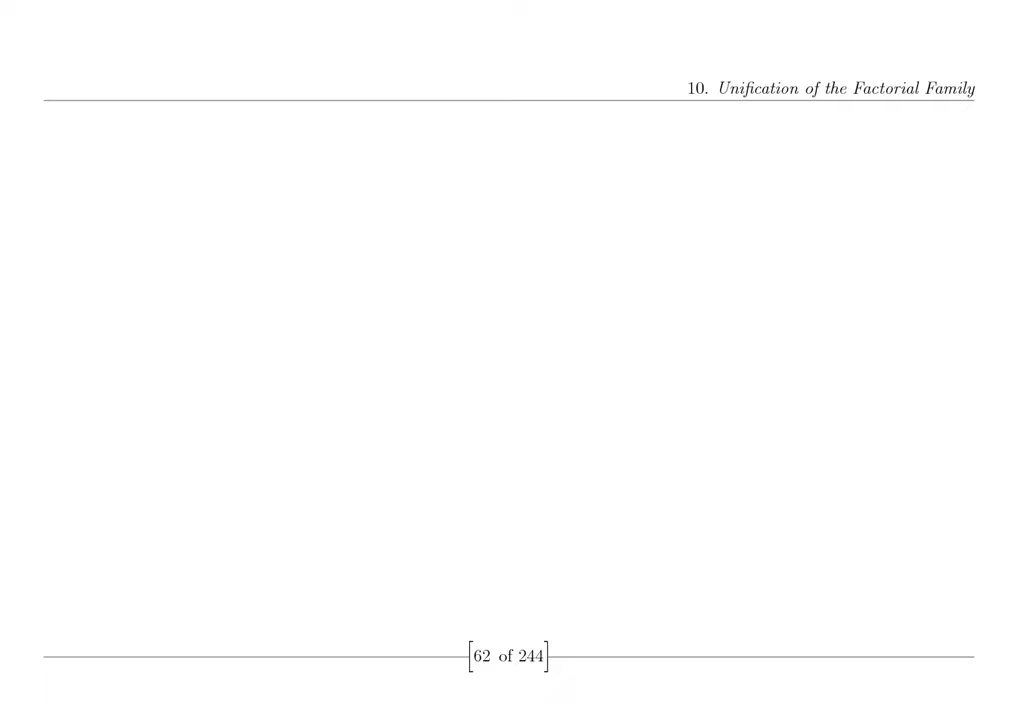 10. Unification of the Factorial Family
[62 of 244]